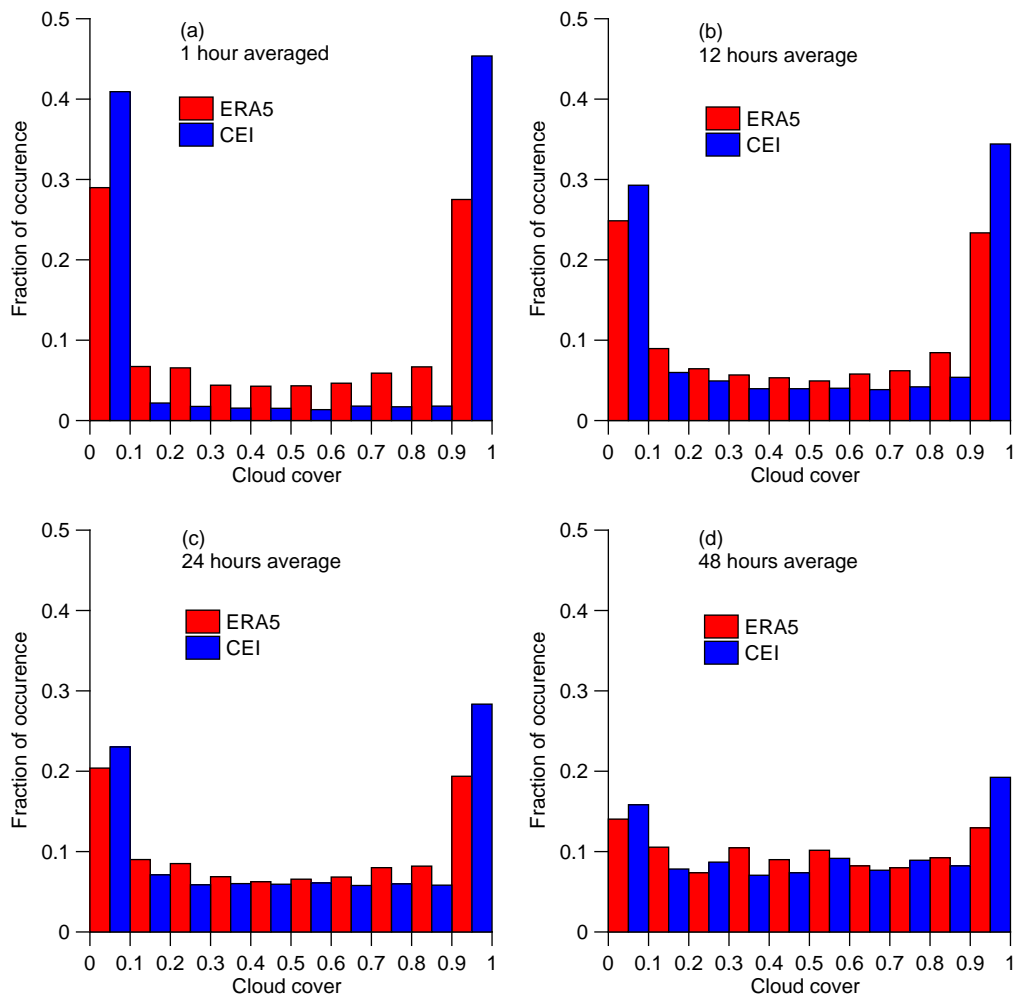 (a)
1 hour averaged
ERA5
CEI
Fraction of occurence
0.5
0.4
0.3
0.2
0.1
0
0 0.1 0.2 0.3 0.4 0.5 0.6 0.7 0.8 0.9 1
Cloud cover
(b)
12 hours average
ERA5
CEI
Fraction of occurence
0.5
0.4
0.3
0.2
0.1
0
0 0.1 0.2 0.3 0.4 0.5 0.6 0.7 0.8 0.9 1
Cloud cover
(c)
24 hours average
ERA5
CEI
Fraction of occurence
0.5
0.4
0.3
0.2
0.1
0
0 0.1 0.2 0.3 0.4 0.5 0.6 0.7 0.8 0.9 1
Cloud cover
(d)
48 hours average
ERA5
CEI
Fraction of occurence
0.5
0.4
0.3
0.2
0.1
0
0 0.1 0.2 0.3 0.4 0.5 0.6 0.7 0.8 0.9 1
Cloud cover